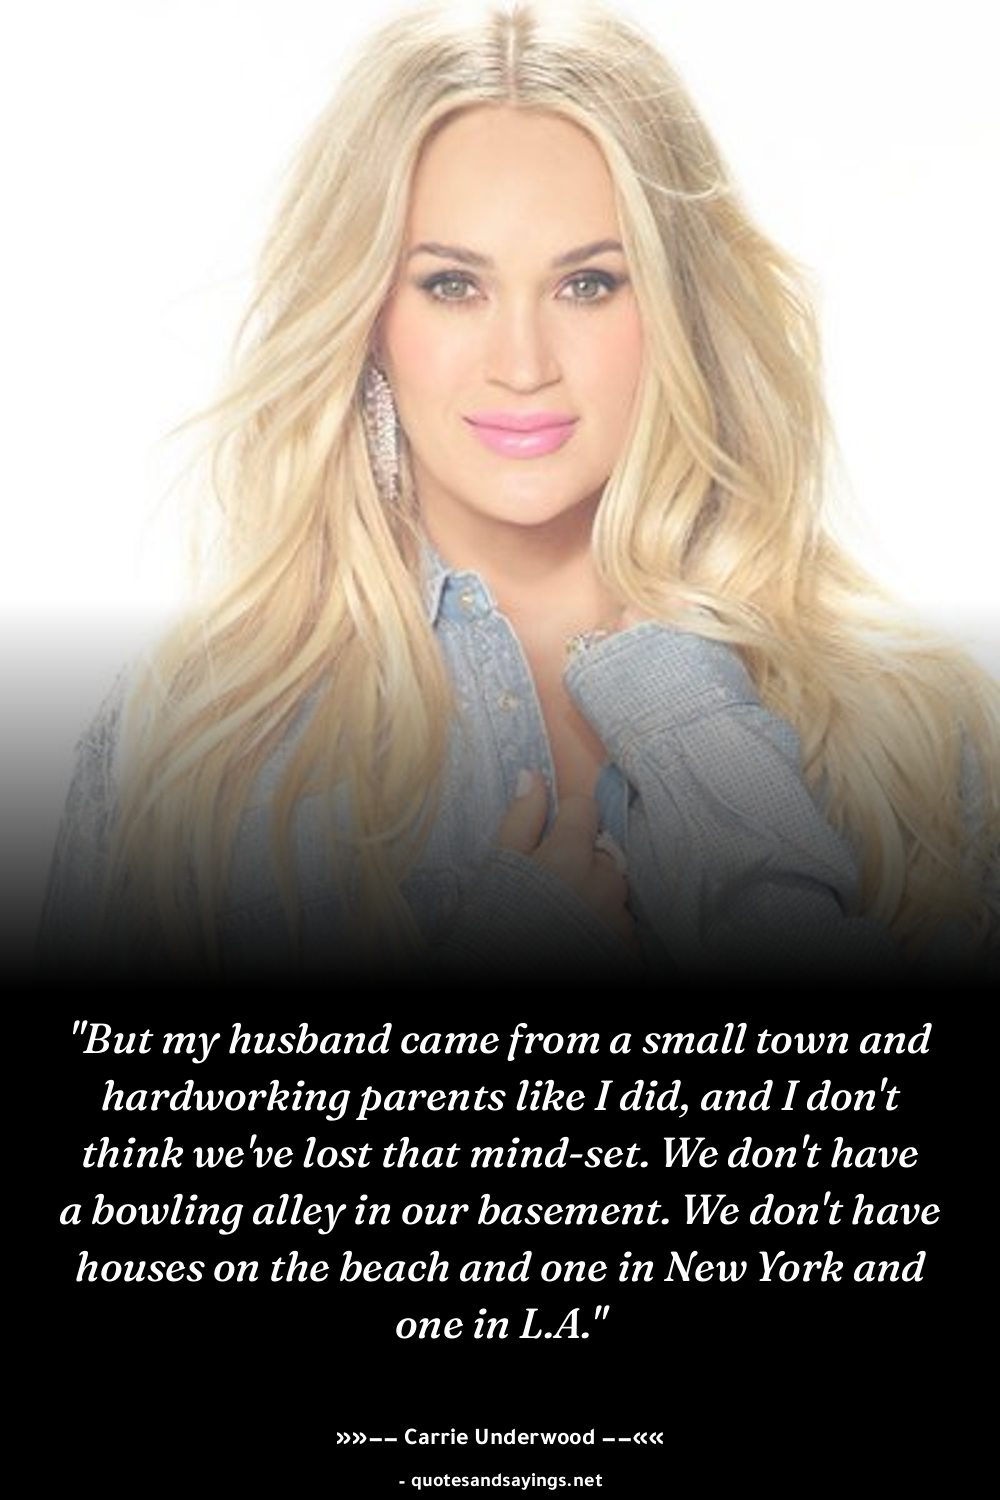 "But my husband came from a small town and
hardworking parents like I did, and I don't
think we've lost that mind-set. We don't have
a bowling alley in our basement. We don't have
houses on the beach and one in New York and
one in L.A."
»»−− Carrie Underwood −−««
- quotesandsayings.net